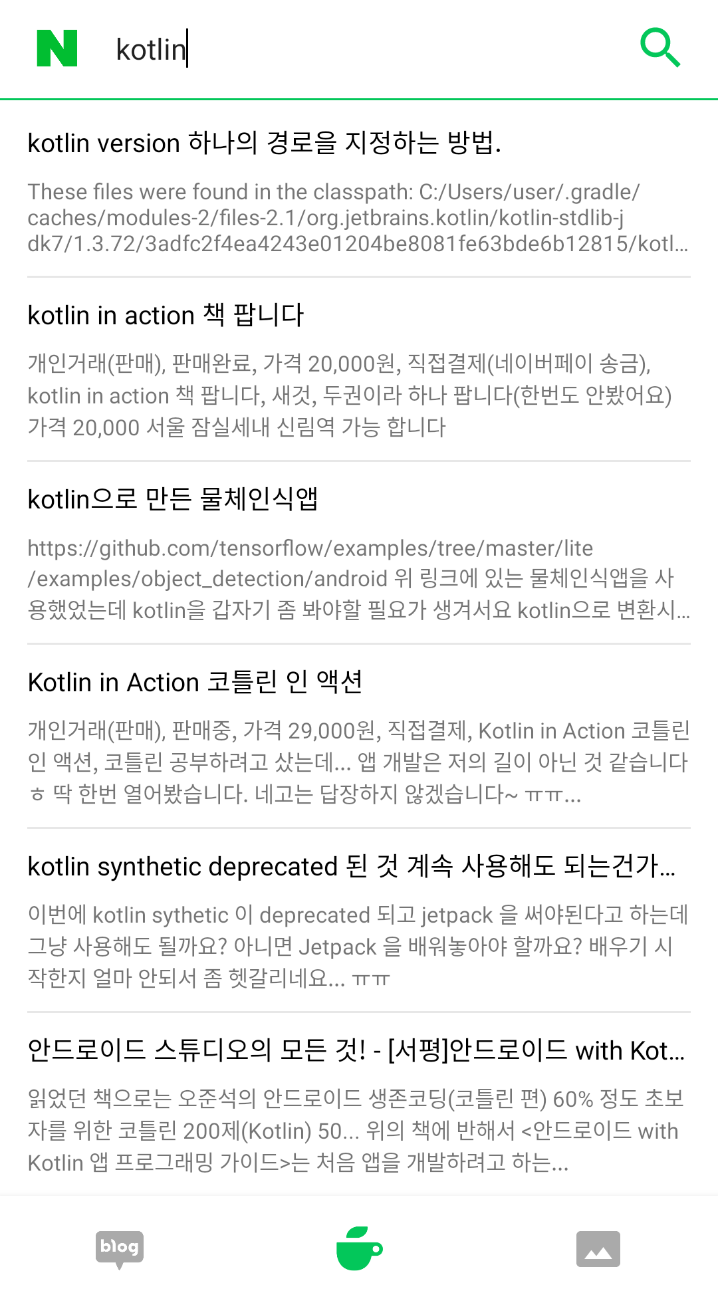 N
kotlin
kotlin version 하나의 경로을 지정하는 방법.
These files were found in the classpath: C:/Users/user/.gradle/
caches/modules-2/files-2.1/org.jetbrains.kotlin/kotlin-stdlib-j
dk7/1.3.72/3adfc2f4ea4243e01204be8081fe63bde6b12815/kotl...
kotlin in action 책 팝니다
개인거래(판매), 판매완료, 가격 20,000원, 직접결제(네이버페이 송금),
kotlin in action 책 팝니다, 새것, 두권이라 하나 팝니다(한번도 안봤어요)
가격 20,000 서울 잠실세내 신림역 가능 합니다
kotlin으로 만든 물체인식앱
https://github.com/tensorflow/examples/tree/master/lite
/examples/object_detection/android 위 링크에 있는 물체인식앱을 사
용했었는데 kotlin을 갑자기 좀 봐야할 필요가 생겨서요 kotlin으로 변환시...
Kotlin in Action 코틀린 인 액션
개인거래(판매), 판매중, 가격 29,000원, 직접결제, Kotlin in Action 코틀린
인 액션, 코틀린 공부하려고 샀는데... 앱 개발은 저의 길이 아닌 것 같습니다
ㅎ 딱 한번 열어봤습니다. 네고는 답장하지 않겠습니다~ ㅠㅠ...
kotlin synthetic deprecated 된 것 계속 사용해도 되는건가...
이번에 kotlin sythetic 이 deprecated 되고 jetpack 을 써야된다고 하는데
그냥 사용해도 될까요? 아니면 Jetpack 을 배워놓아야 할까요? 배우기 시
작한지 얼마 안되서 좀 헷갈리네요... ㅠㅠ
안드로이드 스튜디오의 모든 것! - [서평]안드로이드 with Kot...
읽었던 책으로는 오준석의 안드로이드 생존코딩(코틀린 편) 60% 정도 초보
자를 위한 코틀린 200제(Kotlin) 50... 위의 책에 반해서 <안드로이드 with
Kotlin 앱 프로그래밍 가이드>는 처음 앱을 개발하려고 하는...
blog